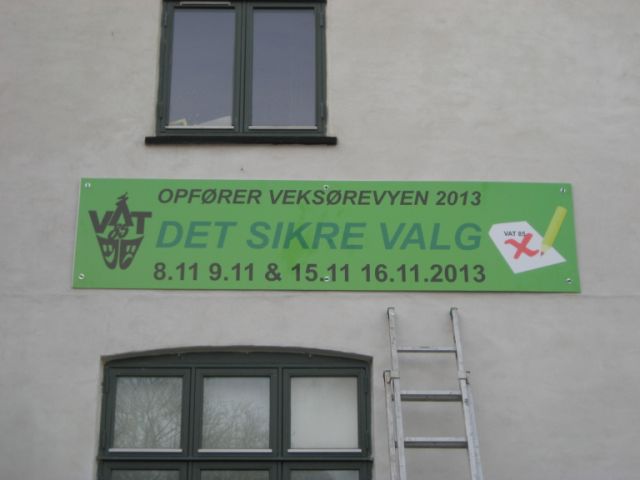 OPFØRER VEKSØREVYEN 2013
VAT
DET SIKRE VALG
VAT 85
8.11 9.11 & 15.11 16.11.2013